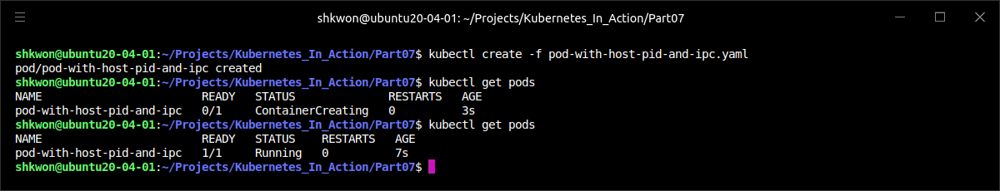 shkwon@ubuntu20-04-01: ~/Projects/Kubernetes_In_Action/Part07
shkwon@ubuntu20-04-01:~/Projects/Kubernetes_In_Action/Part07$ kubectl create -f pod-with-host-pid-and-ipc.yaml
pod/pod-with-host-pid-and-ipc created
shkwon@ubuntu20-04-01:~/Projects/Kubernetes_In_Action/Part07$ kubectl get pods
NAME                        READY   STATUS              RESTARTS   AGE
pod-with-host-pid-and-ipc   0/1     ContainerCreating   0          3s
shkwon@ubuntu20-04-01:~/Projects/Kubernetes_In_Action/Part07$ kubectl get pods
NAME                        READY   STATUS    RESTARTS   AGE
pod-with-host-pid-and-ipc   1/1     Running   0          7s
shkwon@ubuntu20-04-01:~/Projects/Kubernetes_In_Action/Part07$